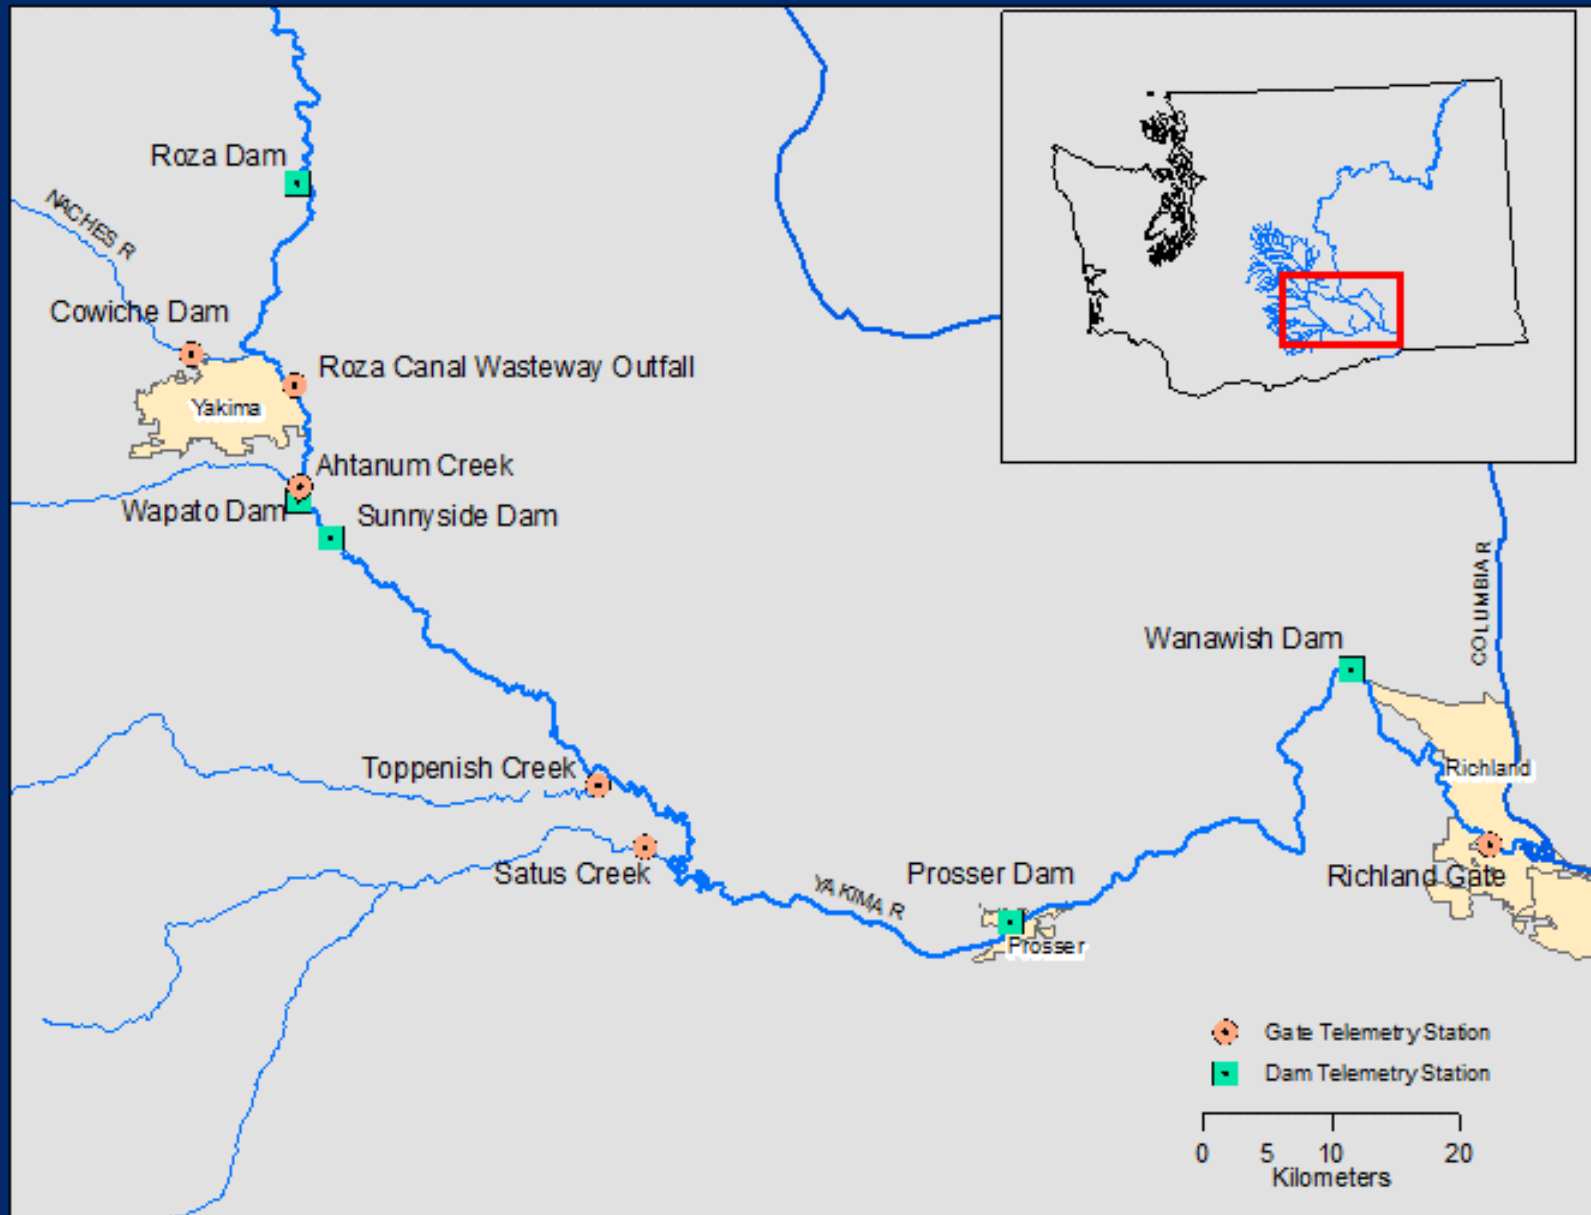 Roza Dam
NACHES R
Cowiche Dam
Roza Canal Wasteway Outfall
Yakima
Ahtanum Creek
Wapato Dam
Sunnyside Dam
COLUMBIA R
Wanawish Dam
Toppenish Creek
Richland
Satus Creek
YAKIMA R
Prosser Dam
Richland Gate
Prosser
Gate Telemetry Station
Dam Telemetry Station
0 5 10 20
Kilometers